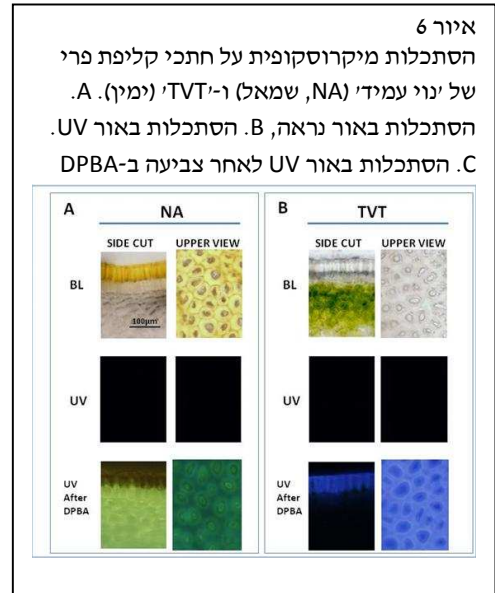 איור 6
הסתכלות מיקרוסקופית על חתכי קליפת פרי
של 'נוי עמיד' (NA, שמאל) ו-'TVT' (ימין). A.
הסתכלות באור נראה, B. הסתכלות באור UV.
C. הסתכלות באור UV לאחר צביעה ב-DPBA
A NA
SIDE CUT UPPER VIEW
BL
100μm
UV
UV
After
DPBA
B TVT
SIDE CUT UPPER VIEW
BL
UV
UV
After
DPBA